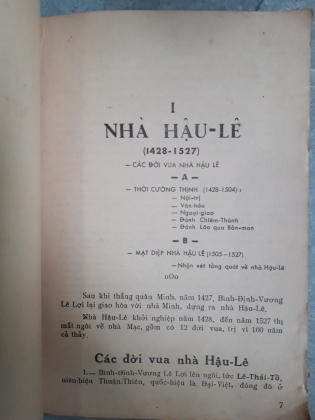 I
NHÀ HẬU-LÊ
(1428-1527)
– CÁC ĐỜI VUA NHÀ HẬU LÊ
– A –
– THỜI CƯỜNG THỊNH (1428-1504) :
– Nội-trị
– Văn-hóa
– Ngoại-giao
– Đánh Chiêm-Thành
– Đánh Lão qua Bồn-man
– B –
– MẠT DIỆP NHÀ HẬU LÊ (1505-1527)
– Nhận xét tổng quát về nhà Hậu-Lê
oOo
Sau khi thắng quân Minh, năm 1427, Bình-Định-Vương
Lê Lợi lại giao hòa với nhà Minh, dựng ra nhà Hậu-Lê.
Nhà Hậu-Lê khởi nghiệp năm 1428, đến năm 1527 thì
mất ngôi về nhà Mạc, gồm có 12 đời vua, trị vì 100 năm
cả thảy.
Các đời vua nhà Hậu-Lê
1.— Bình-Định-Vương Lê Lợi lên ngôi, tức Lê-Thái-Tổ,
niên-hiệu Thuận-Thiên, quốc-hiệu là Đại-Việt, đóng đô ở
7